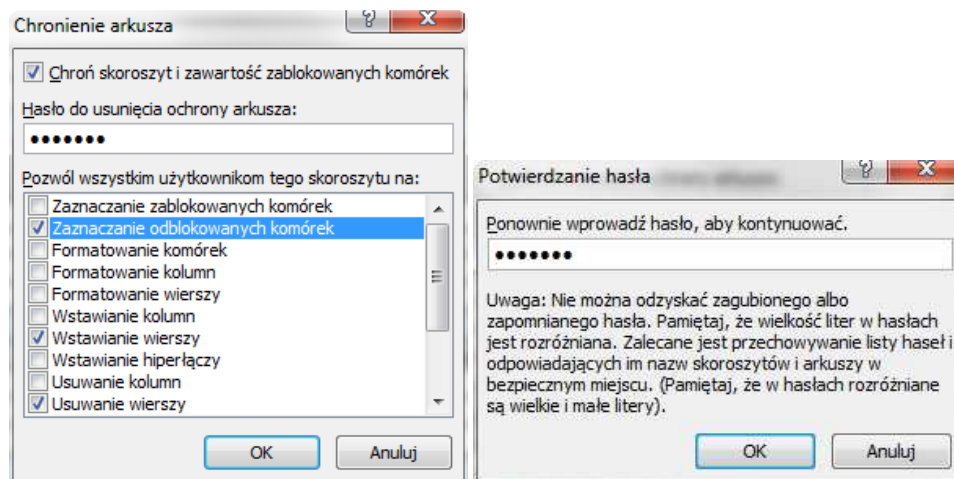 Chronienie arkusza
Chroń skoroszyt i zawartość zablokowanych komórek
Hasło do usunięcia ochrony arkusza:
•••••••
Pozwól wszystkim użytkownikom tego skoroszytu na:
Zaznaczanie zablokowanych komórek
Zaznaczanie odblokowanych komórek
Formatowanie komórek
Formatowanie kolumn
Formatowanie wierszy
Wstawianie kolumn
Wstawianie wierszy
Wstawianie hiperłączy
Usuwanie kolumn
Usuwanie wierszy
OK Anuluj
Potwierdzanie hasła
Ponownie wprowadź hasło, aby kontynuować.
•••••••
Uwaga: Nie można odzyskać zagubionego albo
zapomnianego hasła. Pamiętaj, że wielkość liter w hasłach
jest rozróżniana. Zalecane jest przechowywanie listy haseł i
odpowiadających im nazw skoroszytów i arkuszy w
bezpiecznym miejscu. (Pamiętaj, że w hasłach rozróżniane
są wielkie i małe litery).
OK Anuluj